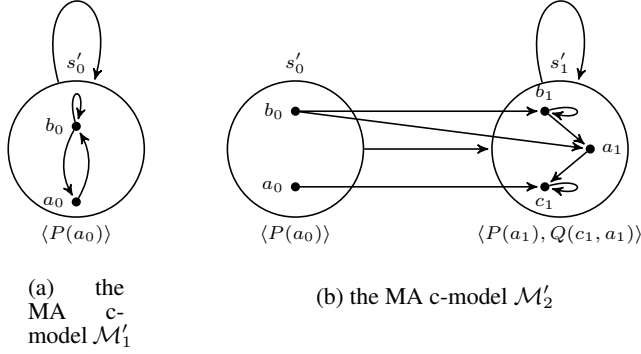 s′₀
b₀
a₀
⟨P(a₀)⟩
(a) the
MA c-
model ℳ′₁
s′₀
s′₁
b₀
b₁
a₁
a₀
c₁
⟨P(a₀)⟩
⟨P(a₁), Q(c₁, a₁)⟩
(b) the MA c-model ℳ′₂